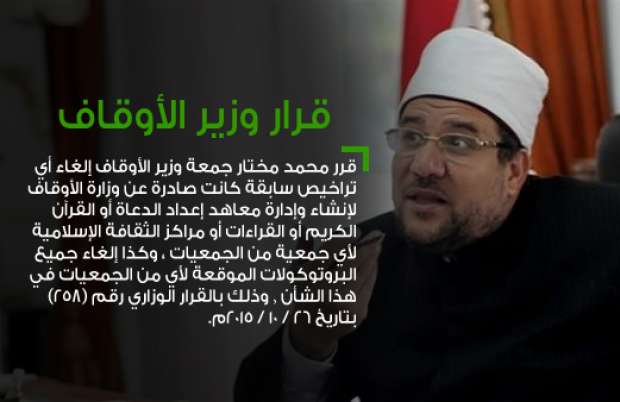 قرار وزير الأوقاف
قرر محمد مختار جمعة وزير الأوقاف إلغاء أي
تراخيص سابقة كانت صادرة عن وزارة الأوقاف
لإنشاء وإدارة معاهد إعداد الدعاة أو القرآن
الكريم أو القراءات أو مراكز الثقافة الإسلامية
لأي جمعية من الجمعيات ، وكذا إلغاء جميع
البروتوكولات الموقعة لأي من الجمعيات في
هذا الشأن , وذلك بالقرار الوزاري رقم (٢٥٨)
بتاريخ ٢٦ / ١٠ / ٢٠١٥م.